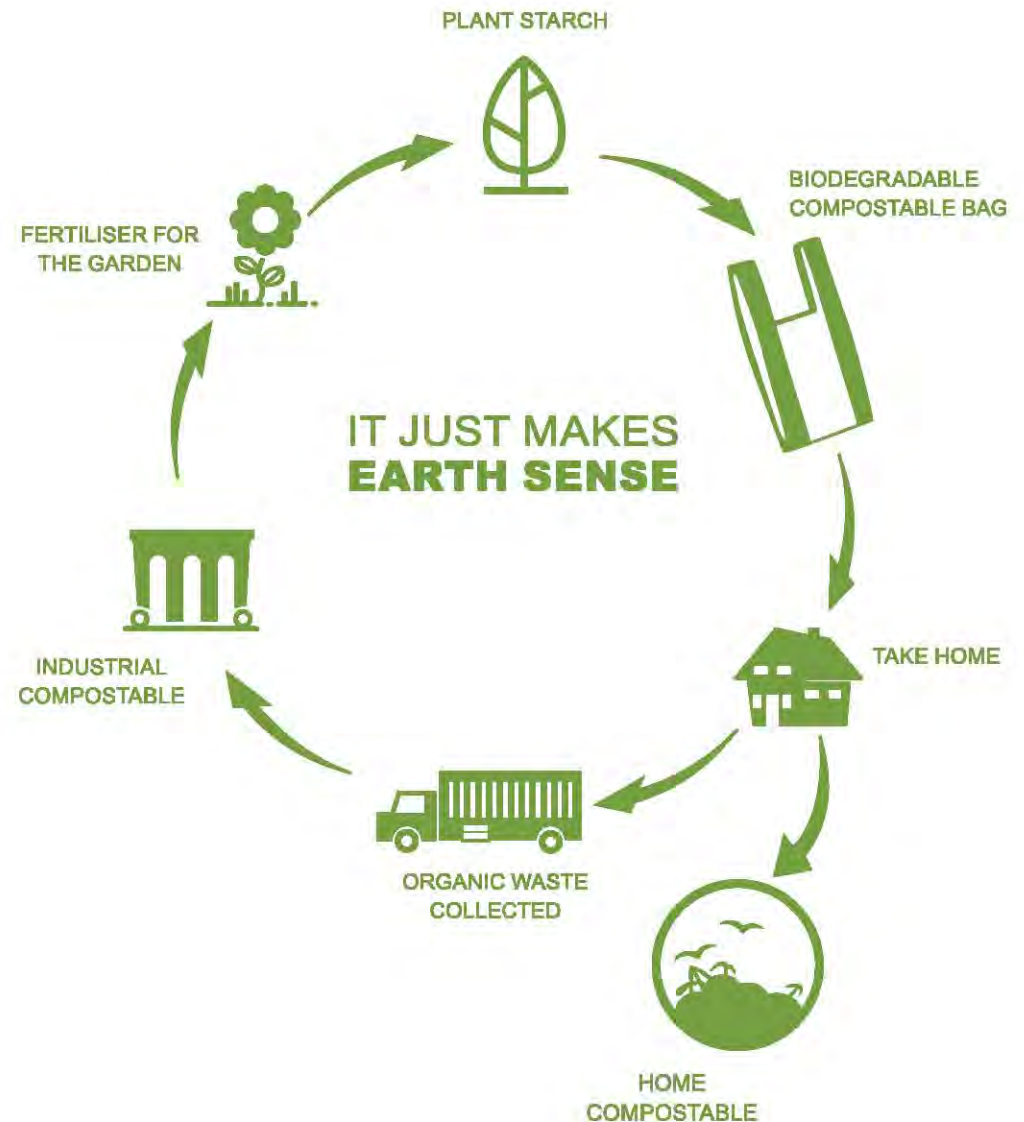 PLANT STARCH
BIODEGRADABLE
COMPOSTABLE BAG
FERTILISER FOR
THE GARDEN
IT JUST MAKES
EARTH SENSE
TAKE HOME
INDUSTRIAL
COMPOSTABLE
ORGANIC WASTE
COLLECTED
HOME
COMPOSTABLE